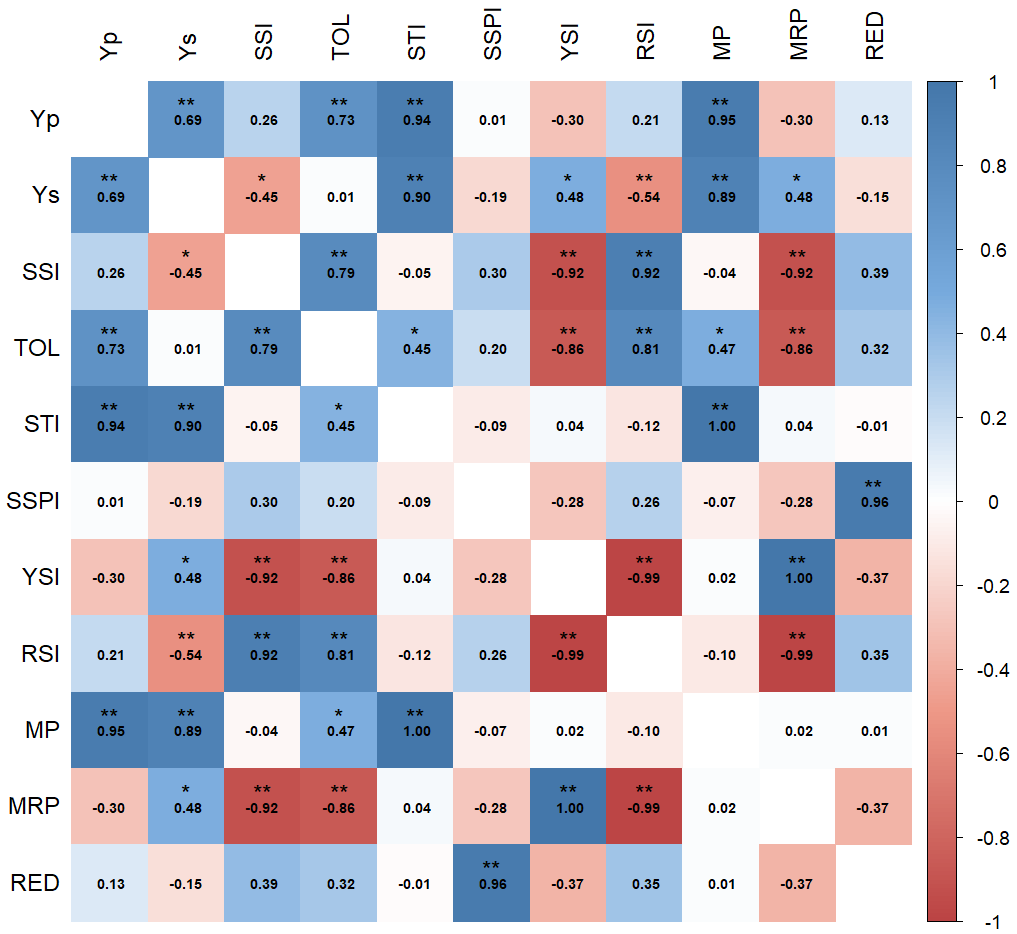 Yp Ys SSI TOL STI SSPI YSI RSI MP MRP RED
1
** ** ** **
Yp 0.69 0.26 0.73 0.94 0.01 -0.30 0.21 0.95 -0.30 0.13
0.8
** * ** * ** ** *
Ys 0.69 -0.45 0.01 0.90 -0.19 0.48 -0.54 0.89 0.48 -0.15
0.6
* ** ** ** **
SSI 0.26 -0.45 0.79 -0.05 0.30 -0.92 0.92 -0.04 -0.92 0.39
** ** * ** ** * **
TOL 0.73 0.01 0.79 0.45 0.20 -0.86 0.81 0.47 -0.86 0.32
0.4
** ** * **
STI 0.94 0.90 -0.05 0.45 -0.09 0.04 -0.12 1.00 0.04 -0.01
0.2
**
SSPI 0.01 -0.19 0.30 0.20 -0.09 -0.28 0.26 -0.07 -0.28 0.96
0
* ** ** ** **
YSI -0.30 0.48 -0.92 -0.86 0.04 -0.28 -0.99 0.02 1.00 -0.37
-0.2
** ** ** ** **
RSI 0.21 -0.54 0.92 0.81 -0.12 0.26 -0.99 -0.10 -0.99 0.35
-0.4
** ** * **
MP 0.95 0.89 -0.04 0.47 1.00 -0.07 0.02 -0.10 0.02 0.01
-0.6
* ** ** ** **
MRP -0.30 0.48 -0.92 -0.86 0.04 -0.28 1.00 -0.99 0.02 -0.37
-0.8
**
RED 0.13 -0.15 0.39 0.32 -0.01 0.96 -0.37 0.35 0.01 -0.37
-1